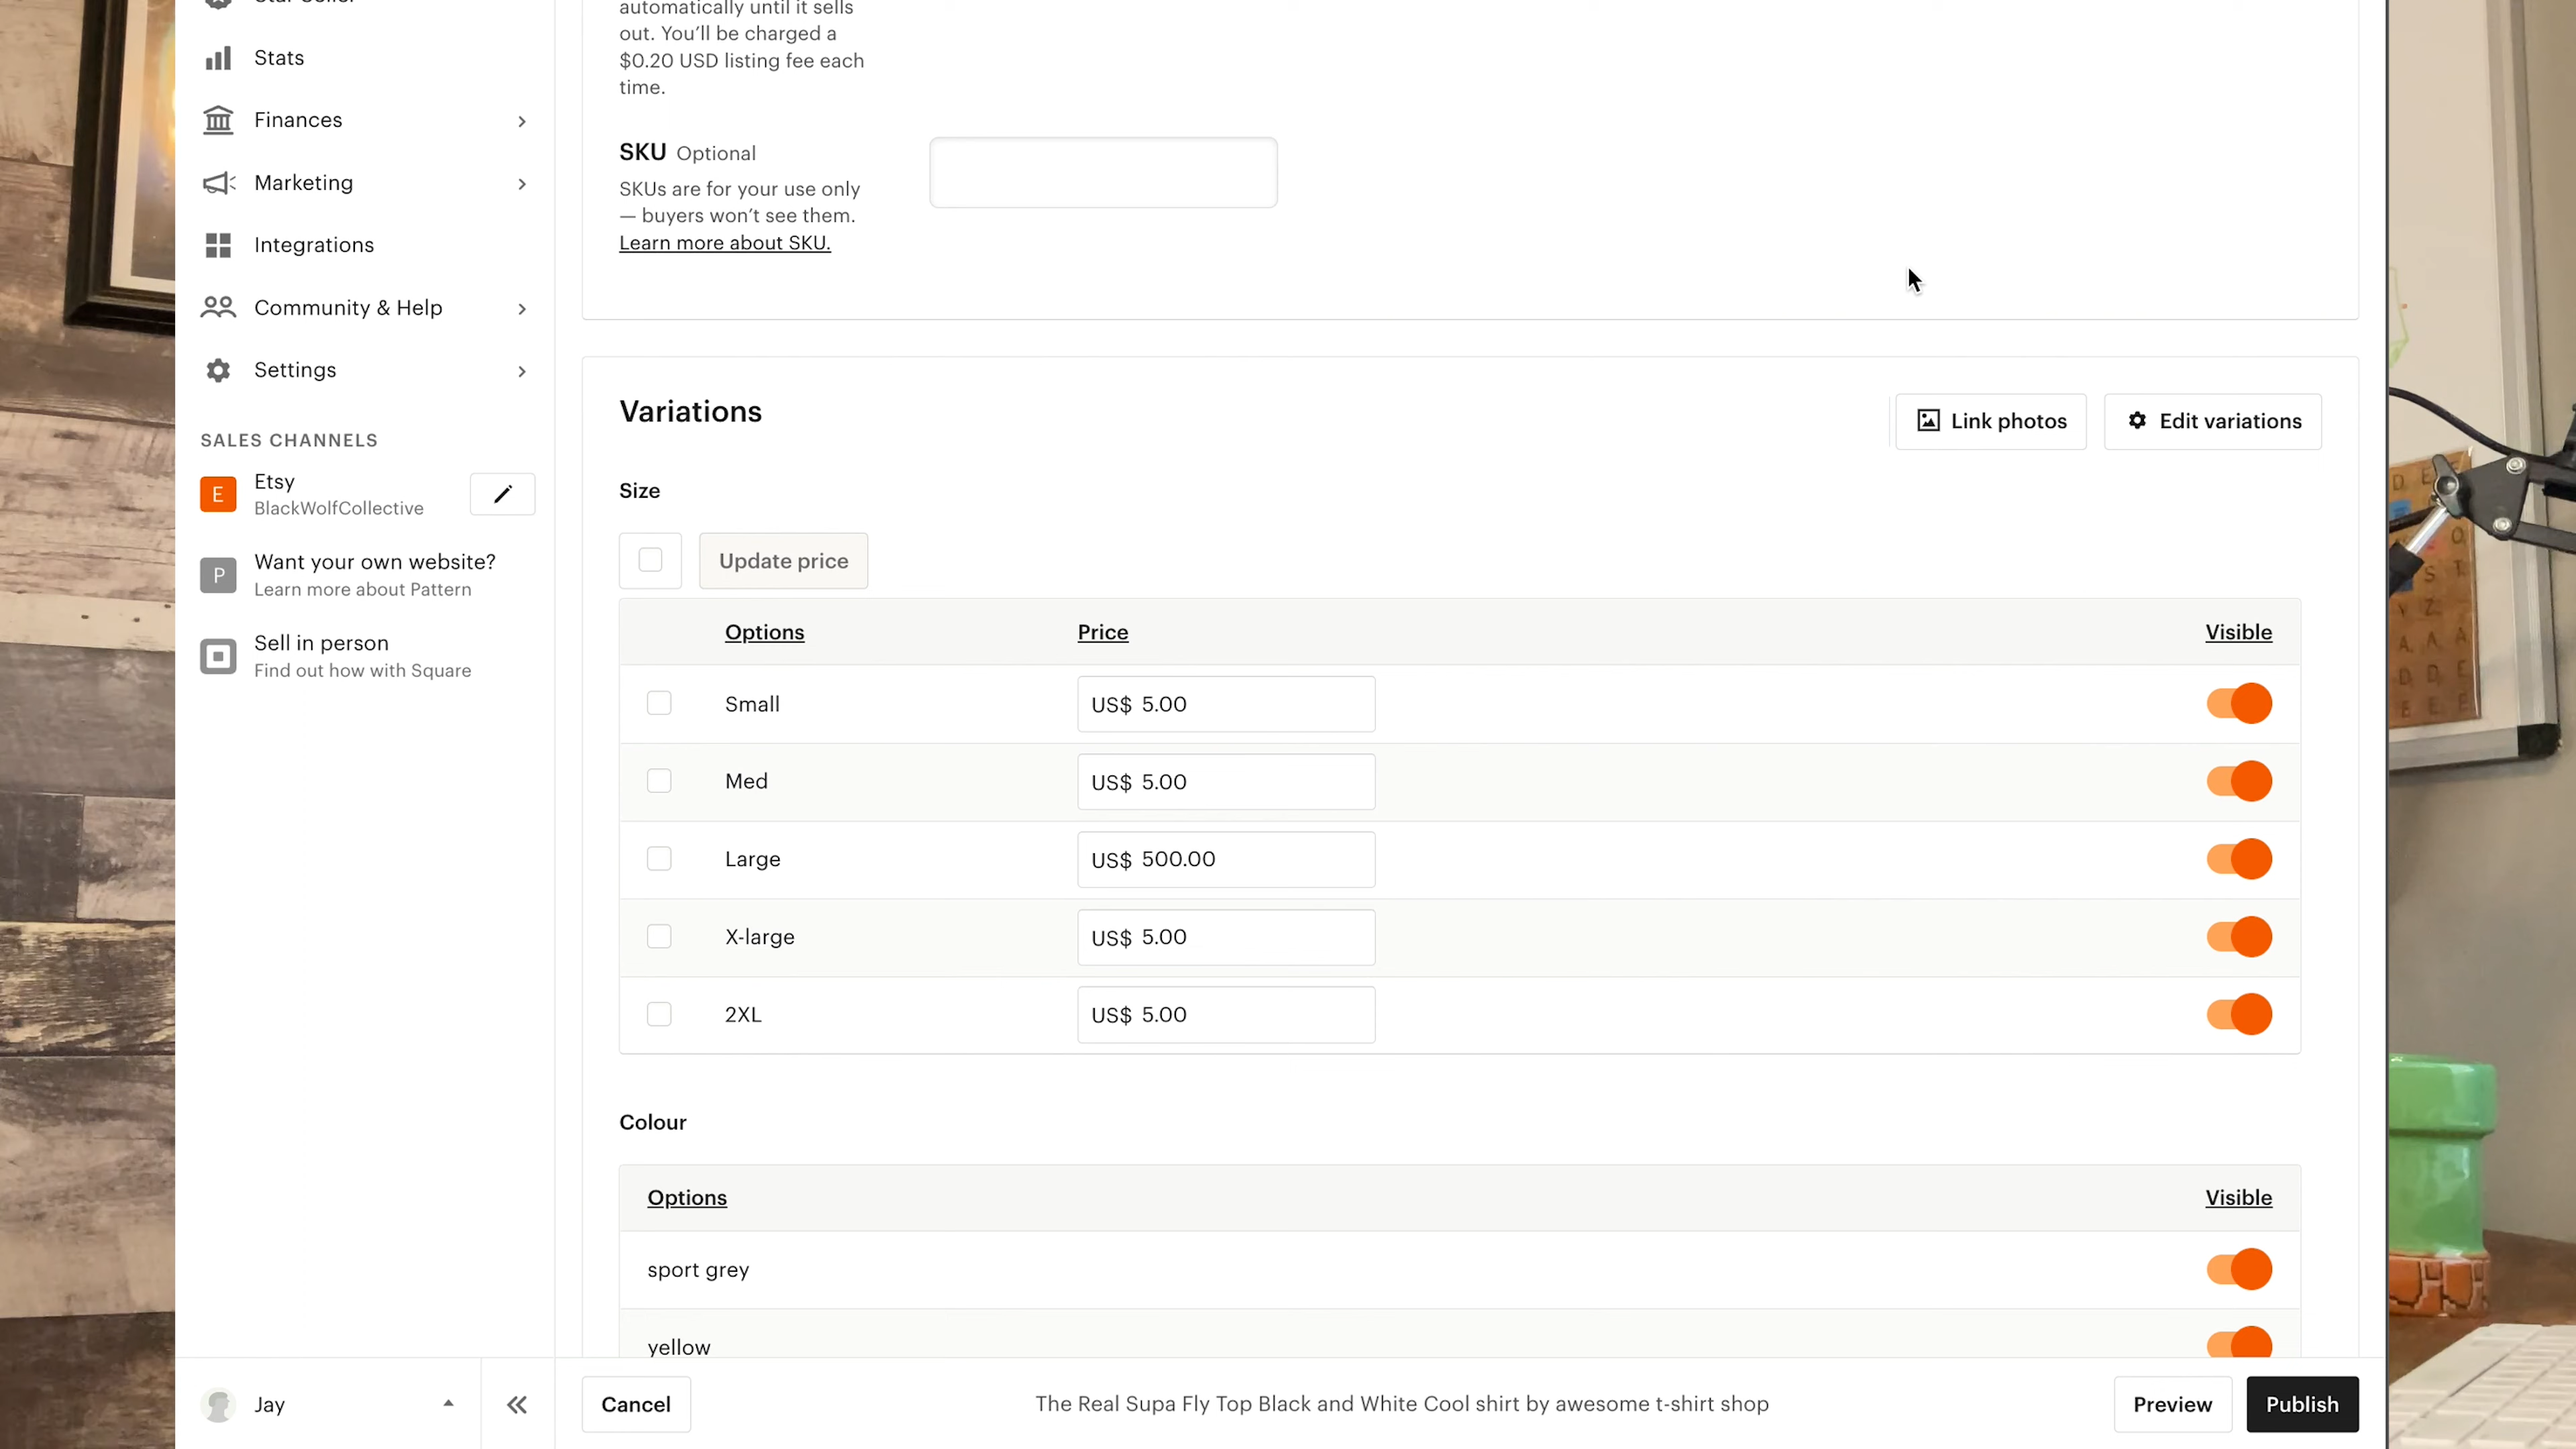 automatically until it sells
out. You’ll be charged a
$0.20 USD listing fee each
time.
Stats
Finances
Marketing
Integrations
Community & Help
Settings
SALES CHANNELS
E
Etsy
BlackWolfCollective
P
Want your own website?
Learn more about Pattern
Sell in person
Find out how with Square
Jay
SKU Optional
SKUs are for your use only
— buyers won’t see them.
Learn more about SKU.
Variations
Link photos
Edit variations
Size
Update price
Options Price Visible
Small US$ 5.00
Med US$ 5.00
Large US$ 500.00
X-large US$ 5.00
2XL US$ 5.00
Colour
Options Visible
sport grey
yellow
Cancel
The Real Supa Fly Top Black and White Cool shirt by awesome t-shirt shop
Preview
Publish